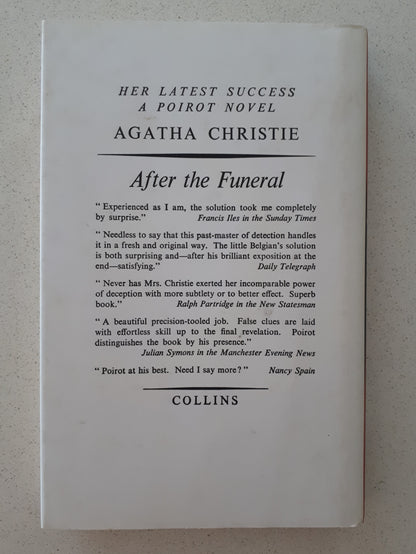 HER LATEST SUCCESS
A POIROT NOVEL
AGATHA CHRISTIE
After the Funeral
" Experienced as I am, the solution took me completely
by surprise." Francis Iles in the Sunday Times
" Needless to say that this past-master of detection handles
it in a fresh and original way. The little Belgian's solution
is both surprising and—after his brilliant exposition at the
end—satisfying." Daily Telegraph
" Never has Mrs. Christie exerted her incomparable power
of deception with more subtlety or to better effect. Superb
book." Ralph Partridge in the New Statesman
" A beautiful precision-tooled job. False clues are laid
with effortless skill up to the final revelation. Poirot
distinguishes the book by his presence."
Julian Symons in the Manchester Evening News
" Poirot at his best. Need I say more? " Nancy Spain
COLLINS